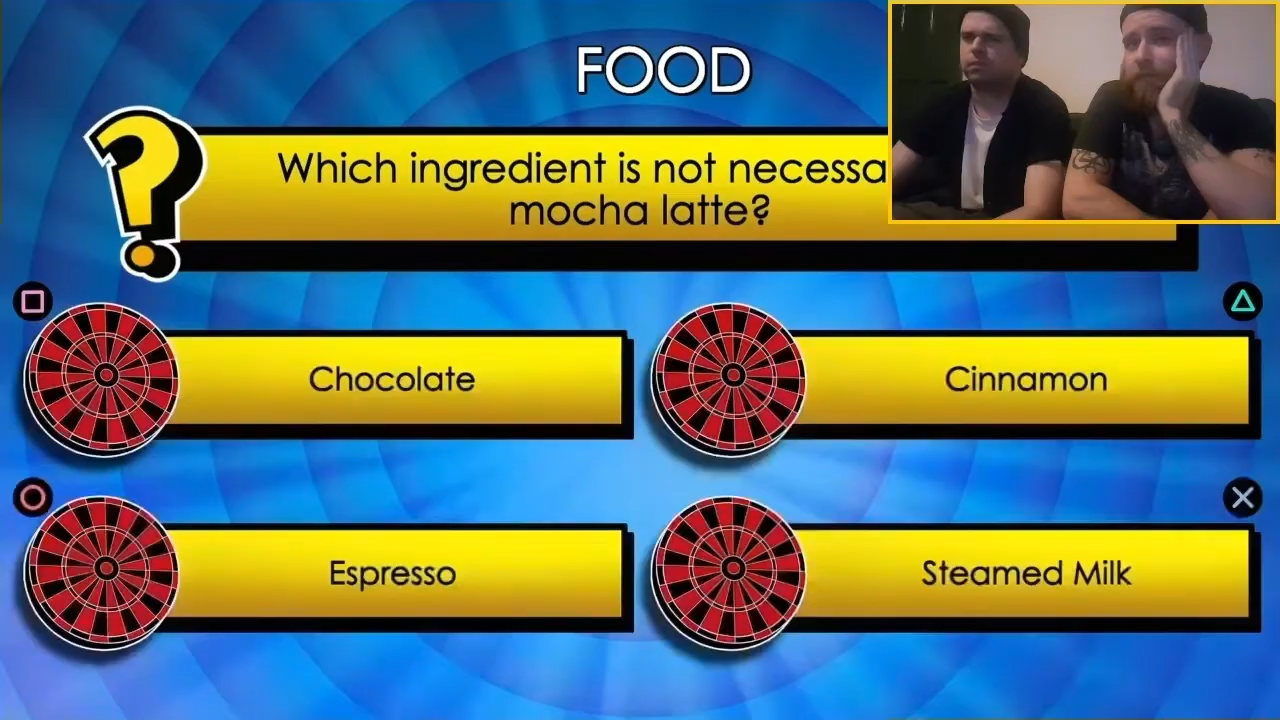 FOOD
Which ingredient is not necessa
mocha latte?
Chocolate
Cinnamon
Espresso
Steamed Milk